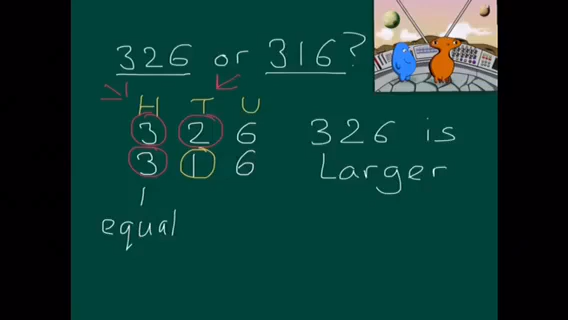 326 or 316?
H T U
3 2 6
3 1 6
equal
326 is
Larger